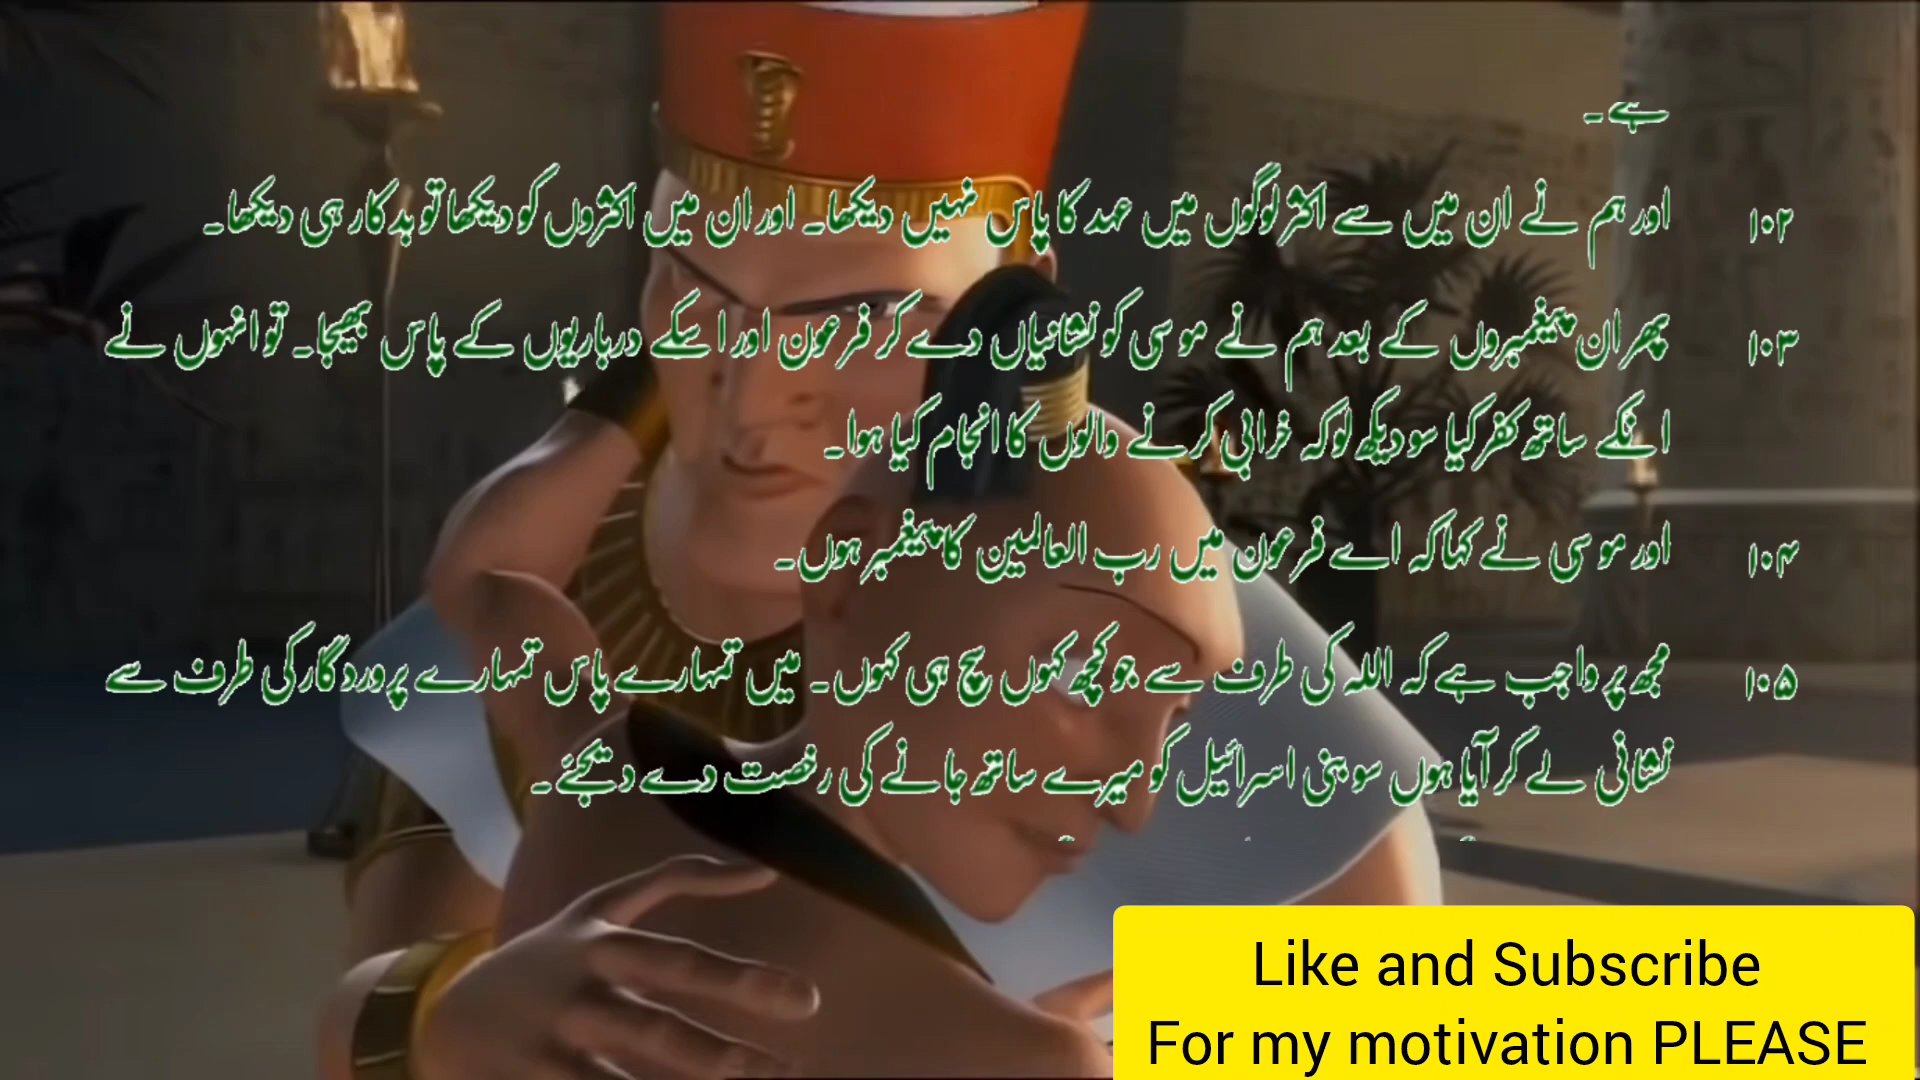 ہے۔
۱۰۲ اور ہم نے ان میں سے اکثر لوگوں میں عہد کا پاس نہیں دیکھا۔ اور ان میں اکثروں کو دیکھا تو بدکار ہی دیکھا۔
۱۰۳ پھر ان پیغمبروں کے بعد ہم نے موسی کو نشانیاں دے کر فرعون اور اسکے درباریوں کے پاس بھیجا۔ تو انہوں نے
انکے ساتھ کفر کیا سو دیکھ لو کہ خرابی کرنے والوں کا انجام کیا ہوا۔
۱۰۴ اور موسی نے کہا کہ اے فرعون میں رب العالمین کا پیغمبر ہوں۔
۱۰۵ مجھ پر واجب ہے کہ اللہ کی طرف سے جو کچھ کہوں سچ ہی کہوں۔ میں تمہارے پاس تمہارے پروردگار کی طرف سے
نشانی لے کر آیا ہوں سو بنی اسرائیل کو میرے ساتھ جانے کی رخصت دے دیجئے۔
Like and Subscribe
For my motivation PLEASE